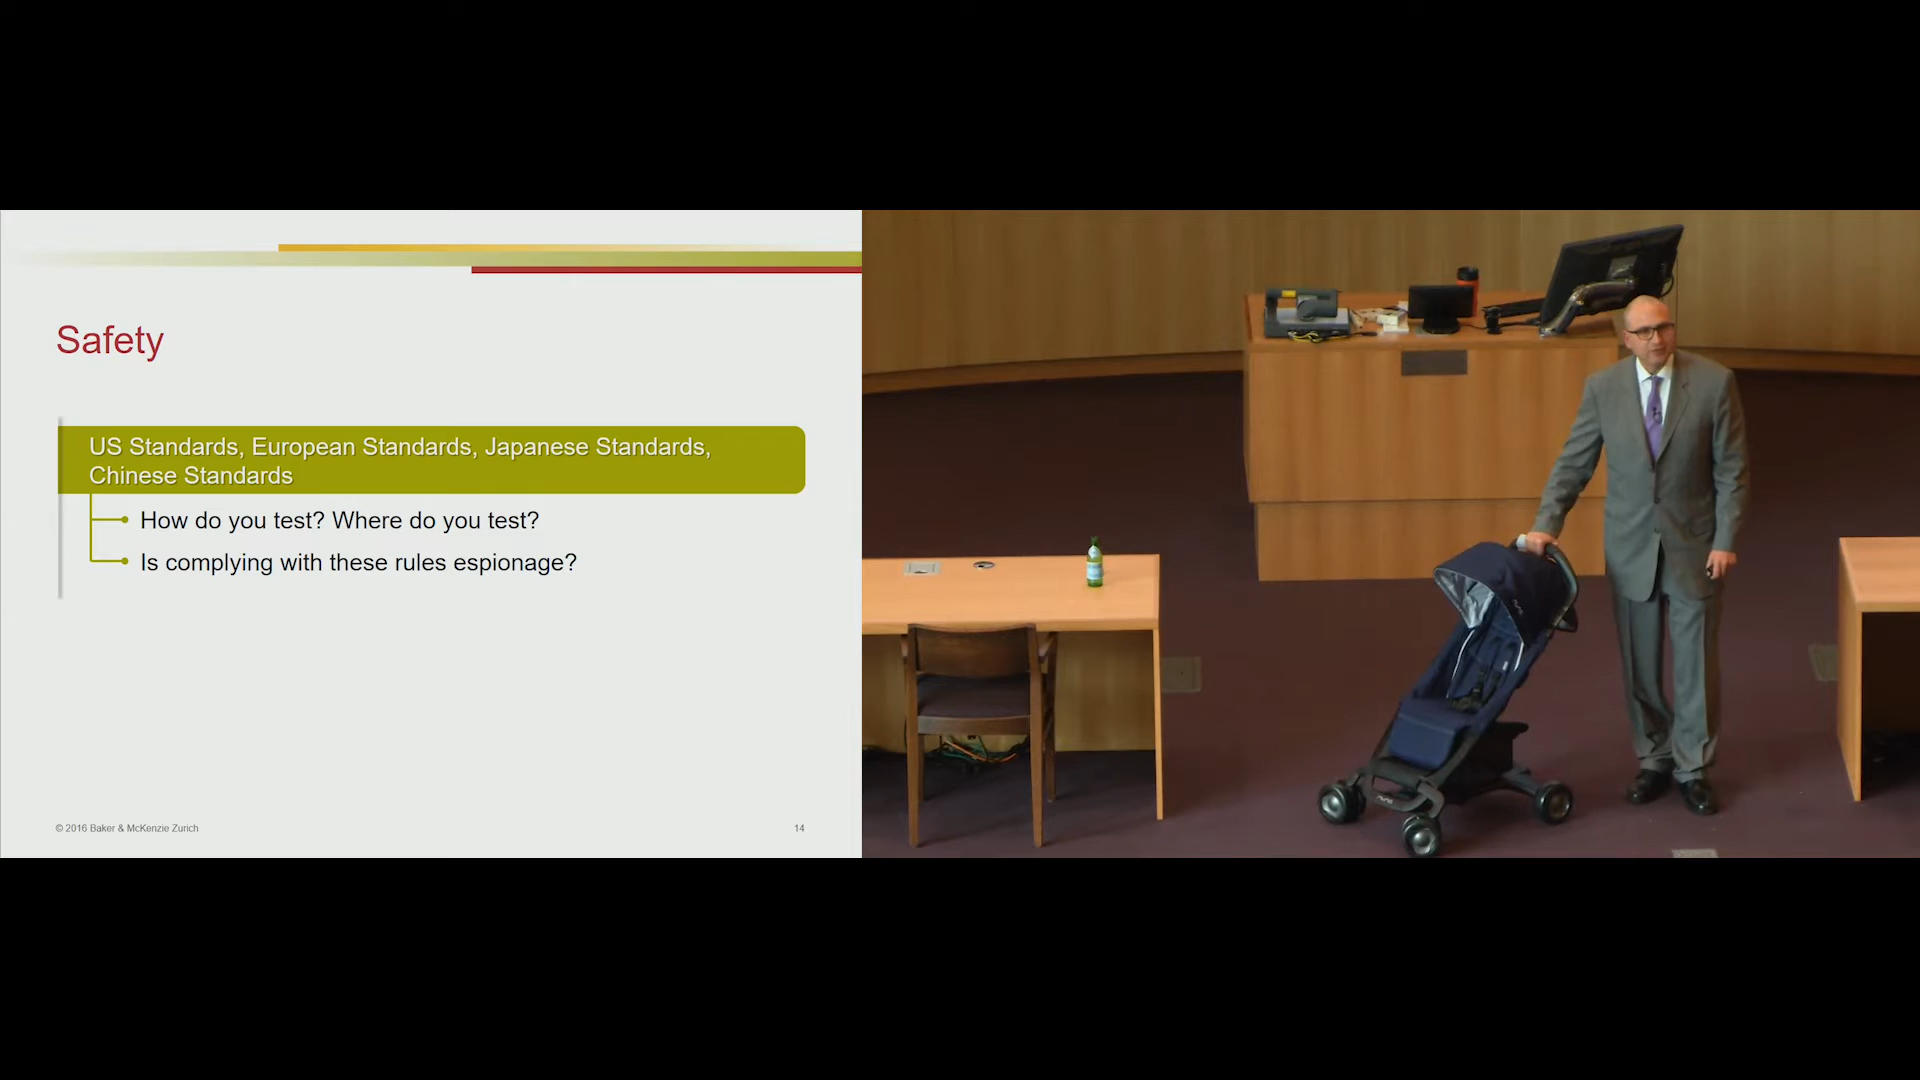 Safety
US Standards, European Standards, Japanese Standards,
Chinese Standards
How do you test? Where do you test?
Is complying with these rules espionage?
© 2016 Baker & McKenzie Zurich
14